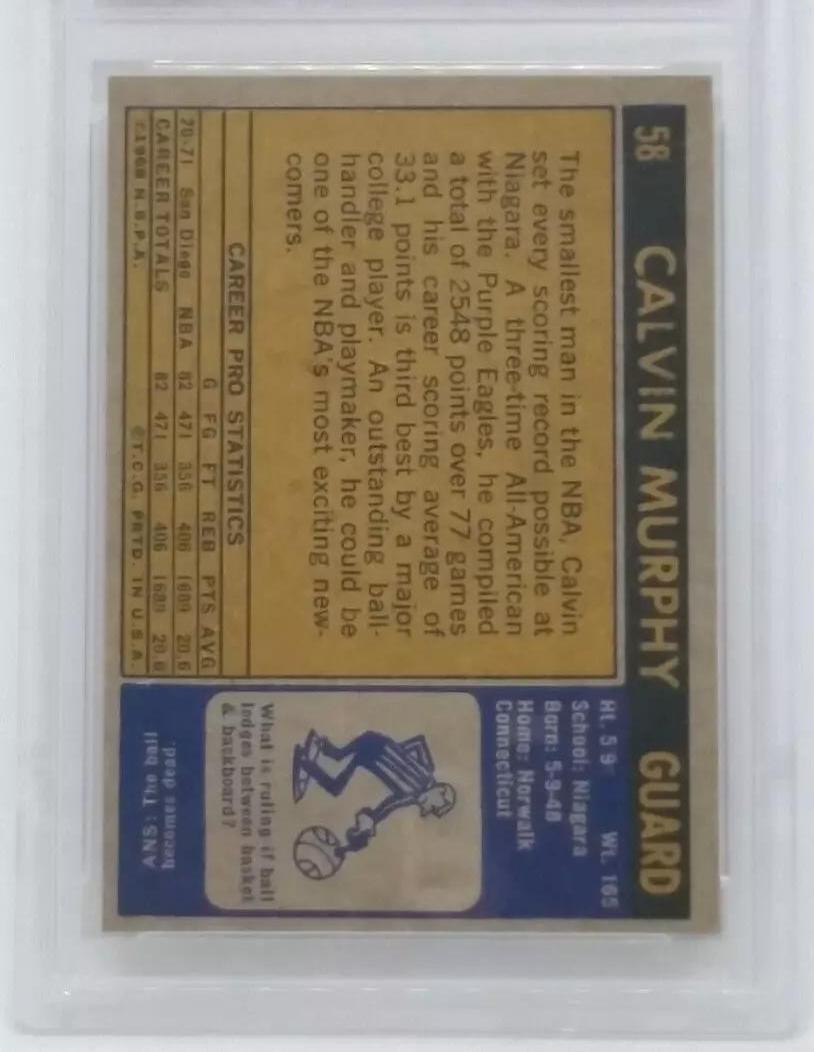 58 CALVIN MURPHY GUARD
The smallest man in the NBA, Calvin
set every scoring record possible at
Niagara. A three-time All-American
with the Purple Eagles, he compiled
a total of 2548 points over 77 games
and his career scoring average of
33.1 points is third best by a major
college player. An outstanding ball-
handler and playmaker, he could be
one of the NBA's most exciting new-
comers.
Ht. 5'9" Wt. 165
School: Niagara
Born: 5-9-48
Home: Norwalk
Connecticut
CAREER PRO STATISTICS
G FG FT REB PTS AVG
70-71 San Diego NBA 82 471 356 406 1689 20.6
CAREER TOTALS 82 471 356 406 1689 20.6
©1968 N.B.P.A. ©T.C.G. PRTD. IN U.S.A.
What is ruling if ball
lodges between basket
& backboard?
ANS: The ball
becomes dead.